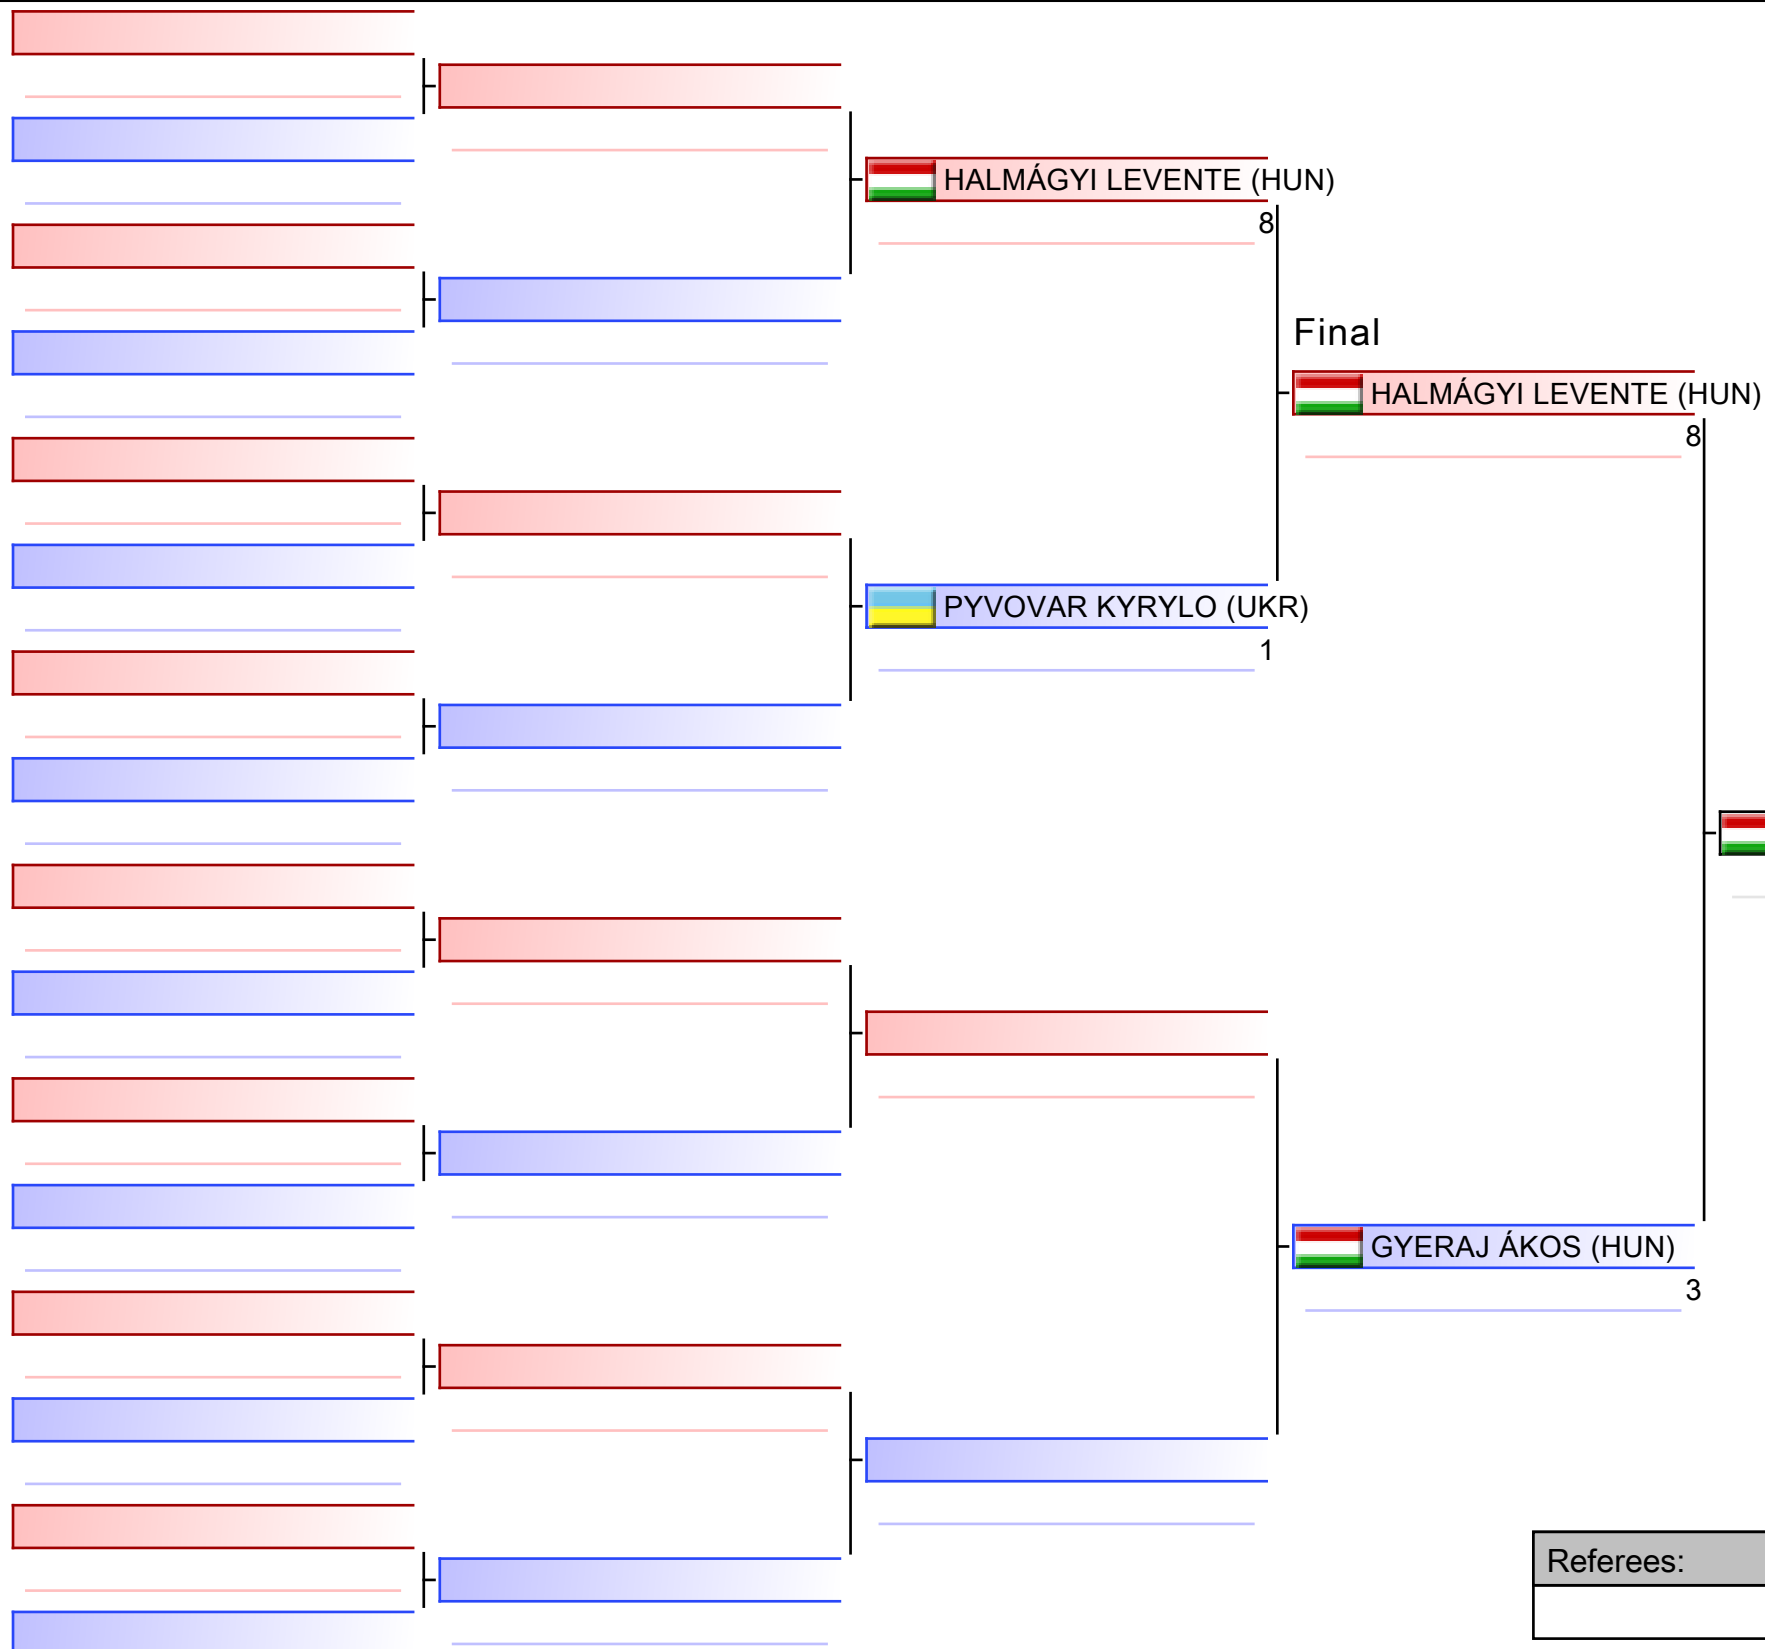 HALMÁGYI LEVENTE (HUN)
8
Final
HALMÁGYI LEVENTE (HUN)
8
PYVOVAR KYRYLO (UKR)
1
GYERAJ ÁKOS (HUN)
3
Referees: